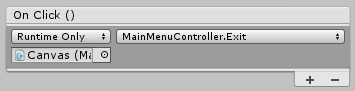 On Click ()
Runtime Only MainMenuController.Exit
Canvas (Ma